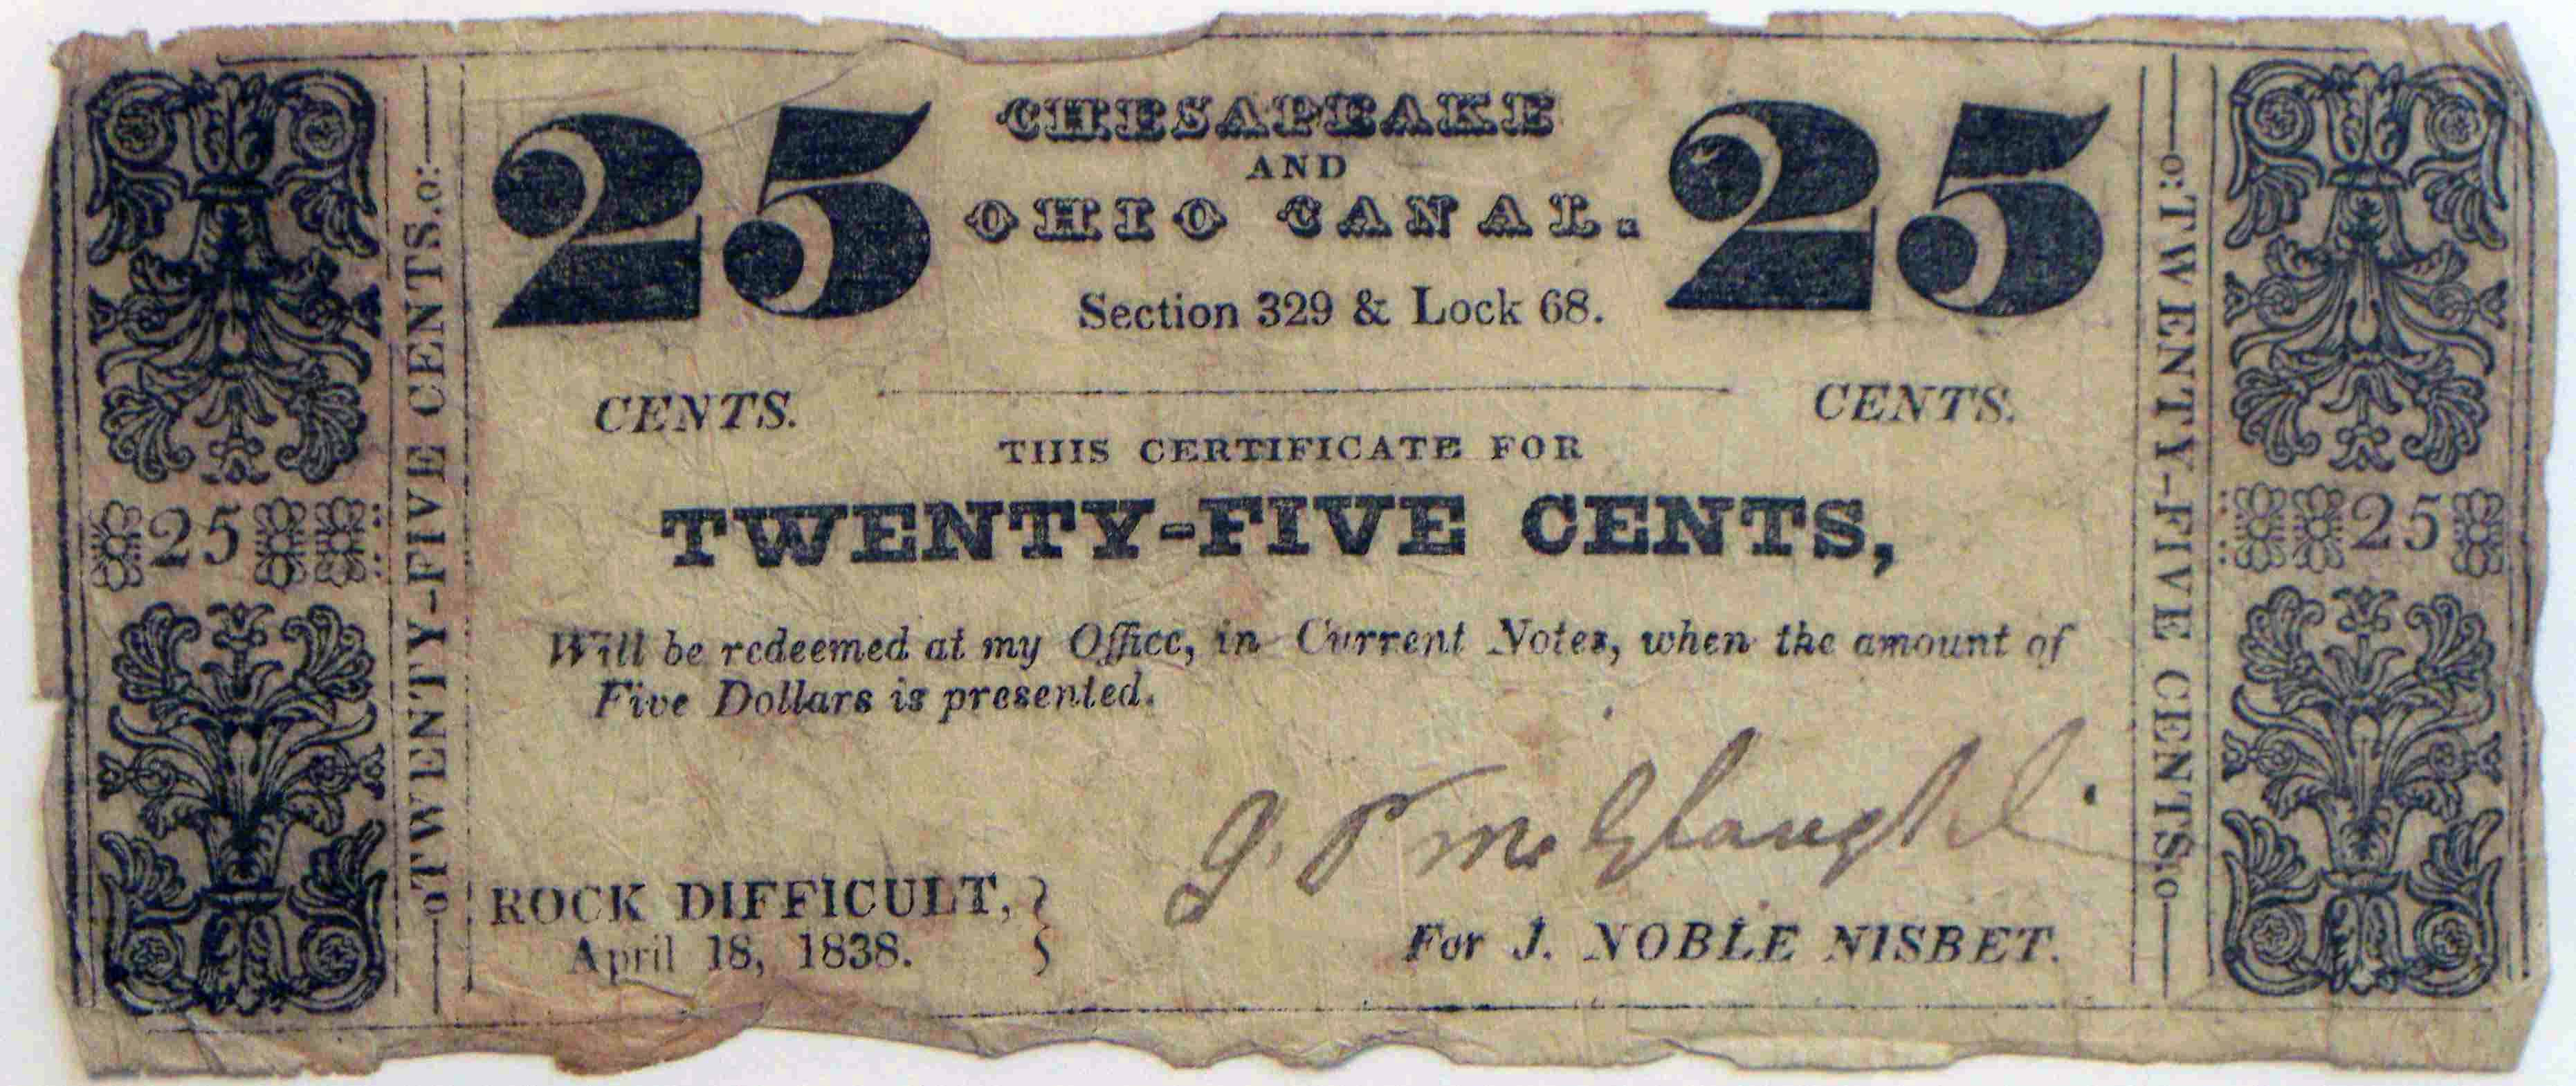 25 CHESAPEAKE 25
AND
OHIO CANAL.
Section 329 & Lock 68.
CENTS. CENTS.
THIS CERTIFICATE FOR
TWENTY-FIVE CENTS,
Will be redeemed at my Office, in Current Notes, when the amount of
Five Dollars is presented.
ROCK DIFFICULT,
April 18, 1838.
For J. NOBLE NISBET.
TWENTY-FIVE CENTS.
25
TWENTY-FIVE CENTS.
25